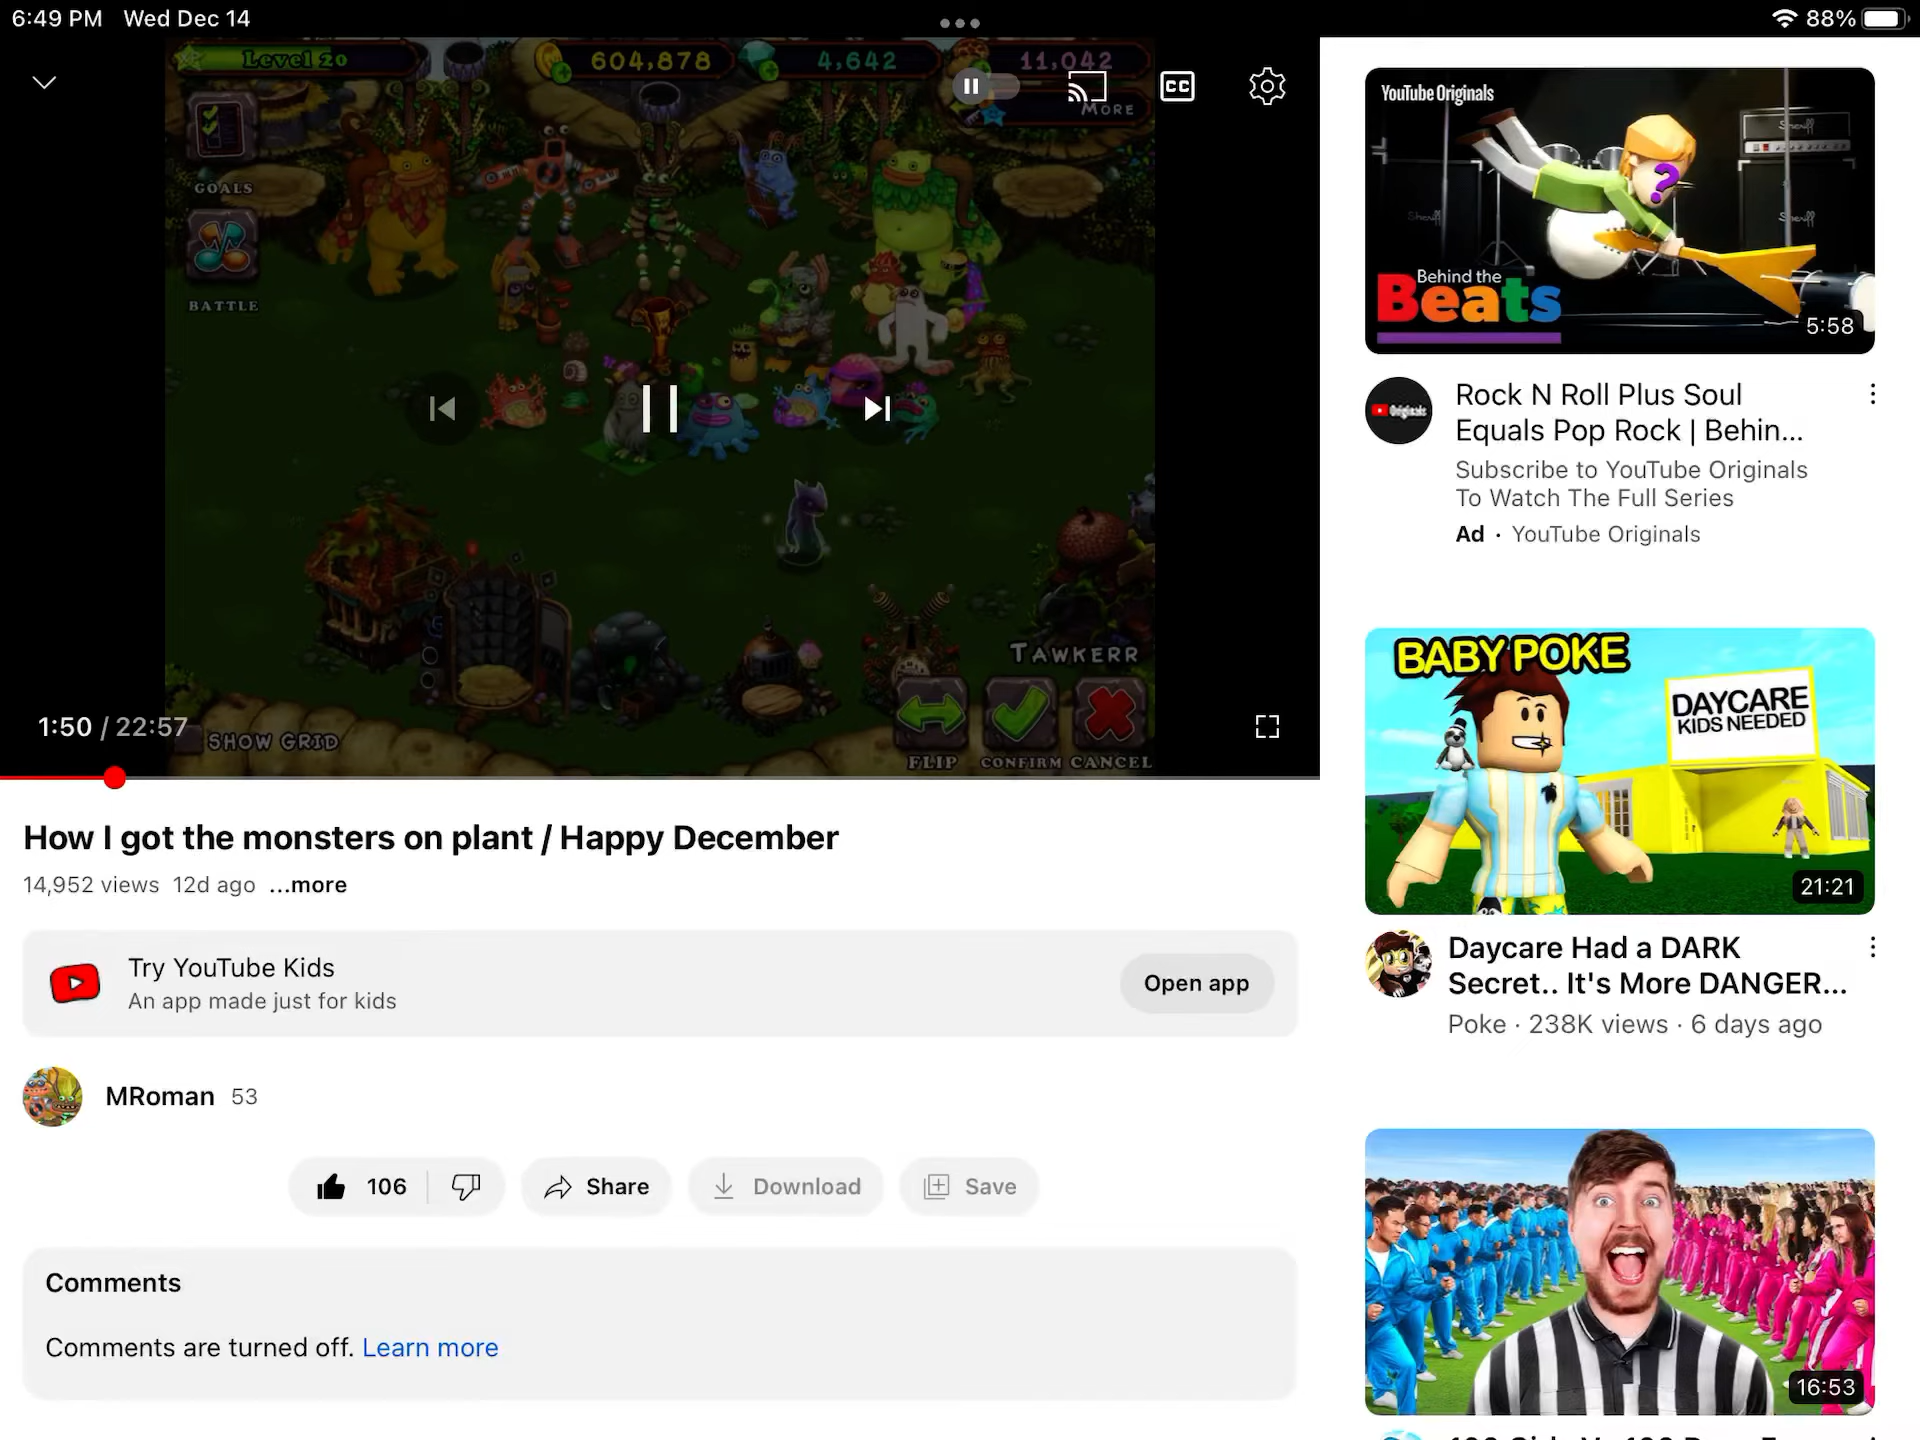 6:49 PM Wed Dec 14
88%
Level 20
604,878
4,642
11,042
MORE
CC
GOALS
BATTLE
TAWKERR
1:50 / 22:57
SHOW GRID
FLIP CONFIRM CANCEL
How I got the monsters on plant / Happy December
14,952 views 12d ago ...more
Try YouTube Kids
An app made just for kids
Open app
MRoman 53
106
Share
Download
Save
Comments
Comments are turned off. Learn more
YouTube Originals
Sheriff
Behind the
Beats
5:58
Originals
Rock N Roll Plus Soul
Equals Pop Rock | Behin...
Subscribe to YouTube Originals
To Watch The Full Series
Ad · YouTube Originals
BABY POKE
DAYCARE
KIDS NEEDED
21:21
Daycare Had a DARK
Secret.. It's More DANGER...
Poke · 238K views · 6 days ago
16:53